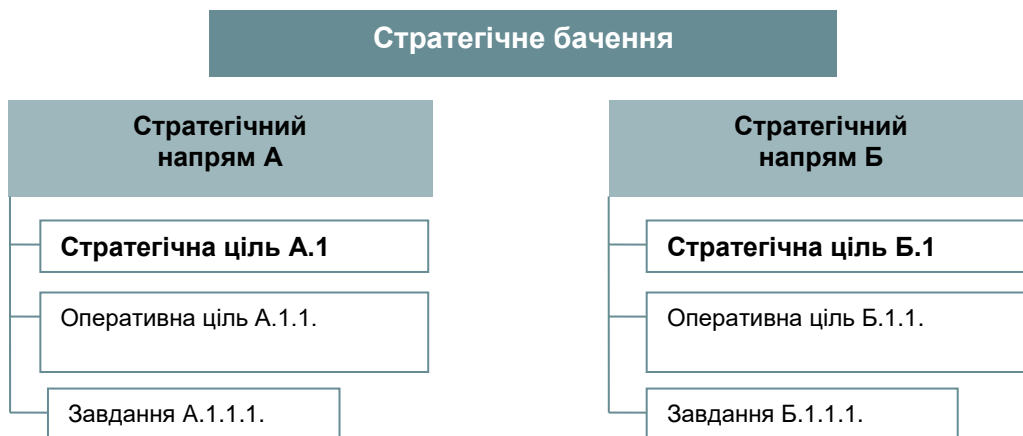 Стратегічне бачення
Стратегічний
напрям А
Стратегічна ціль А.1
Оперативна ціль А.1.1.
Завдання А.1.1.1.
Стратегічний
напрям Б
Стратегічна ціль Б.1
Оперативна ціль Б.1.1.
Завдання Б.1.1.1.